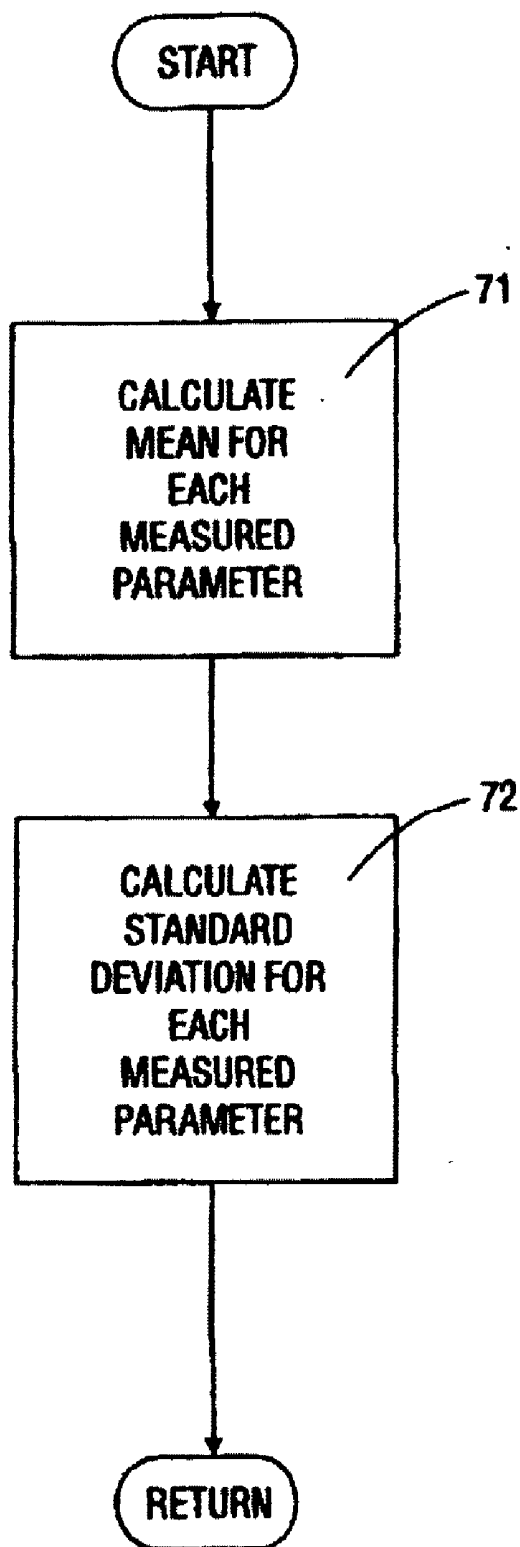 START
71
CALCULATE
MEAN FOR
EACH
MEASURED
PARAMETER
72
CALCULATE
STANDARD
DEVIATION FOR
EACH
MEASURED
PARAMETER
RETURN